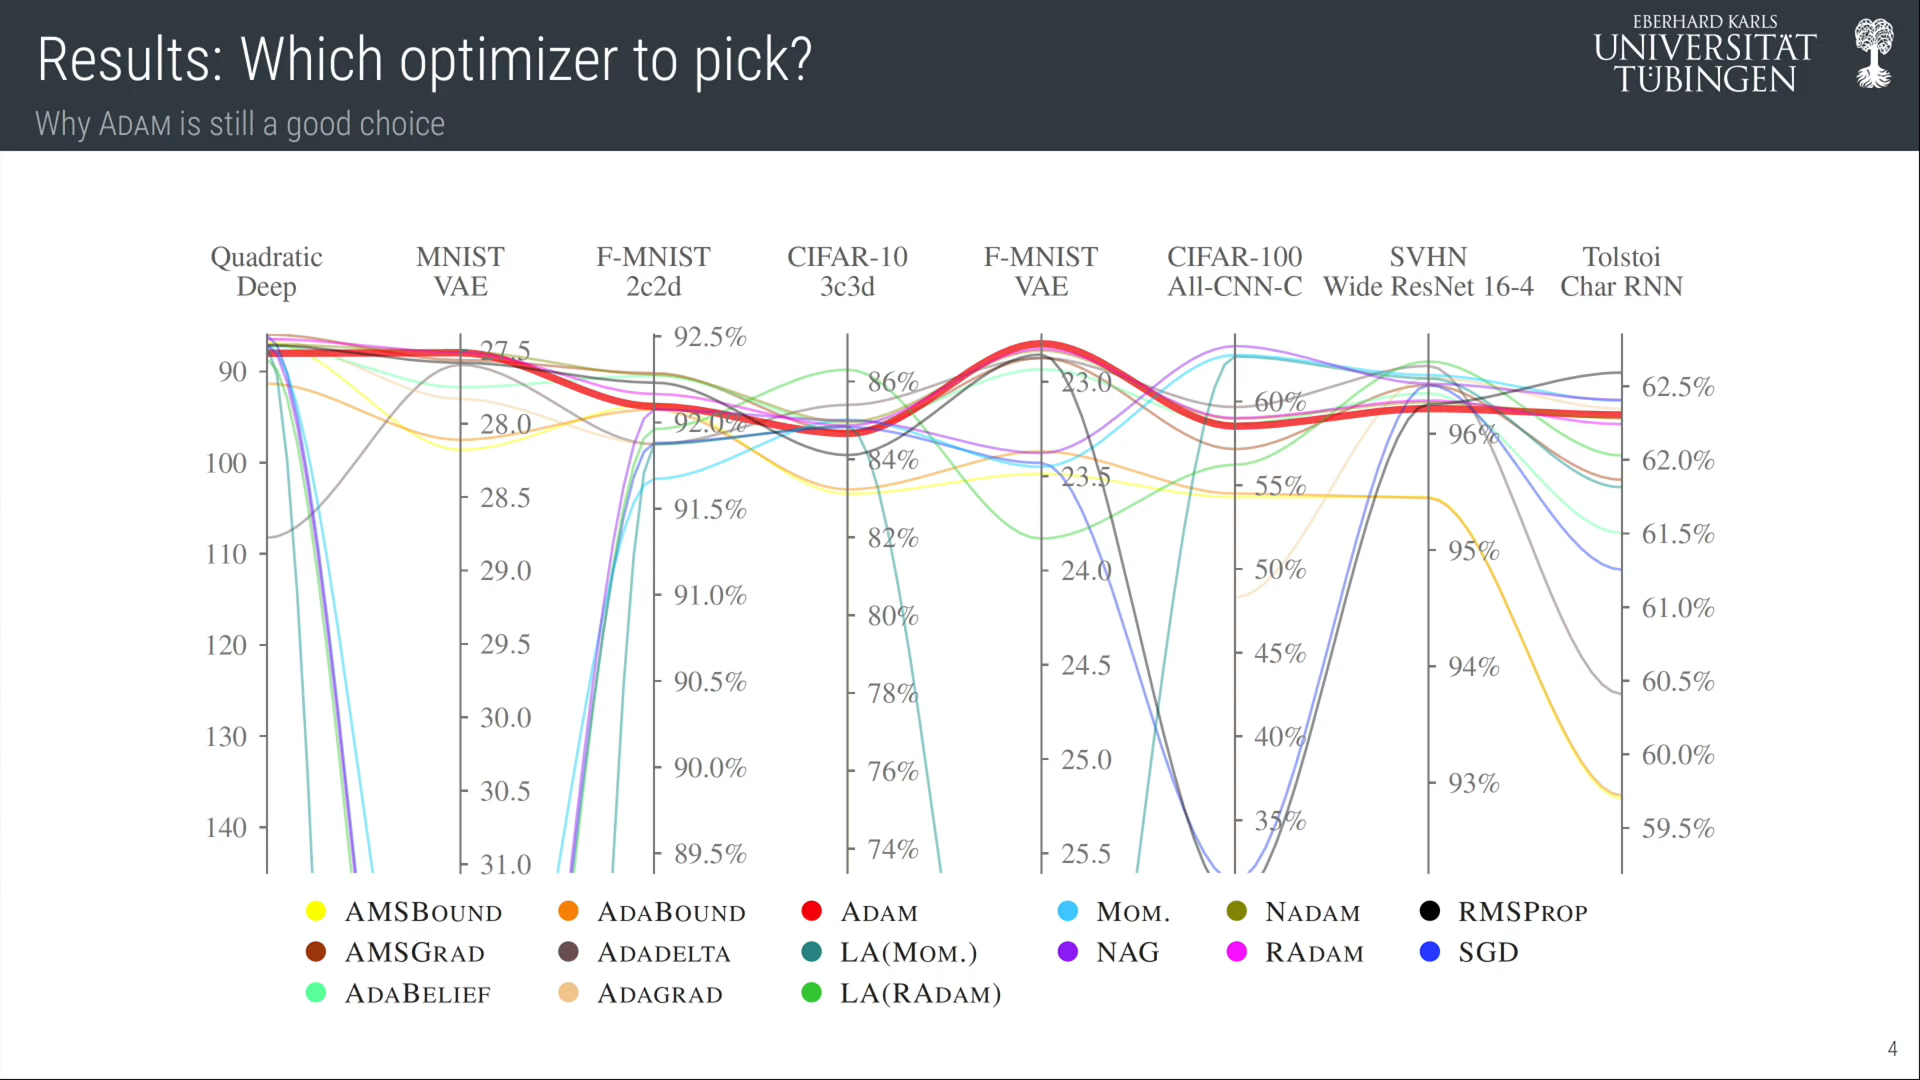 Results: Which optimizer to pick?
Why ADAM is still a good choice
EBERHARD KARLS
UNIVERSITÄT
TÜBINGEN
Quadratic
Deep
MNIST
VAE
F-MNIST
2c2d
CIFAR-10
3c3d
F-MNIST
VAE
CIFAR-100
All-CNN-C
SVHN
Wide ResNet 16-4
Tolstoi
Char RNN
90
100
110
120
130
140
27.5
28.0
28.5
29.0
29.5
30.0
30.5
31.0
92.5%
92.0%
91.5%
91.0%
90.5%
90.0%
89.5%
86%
84%
82%
80%
78%
76%
74%
23.0
23.5
24.0
24.5
25.0
25.5
60%
55%
50%
45%
40%
35%
96%
95%
94%
93%
62.5%
62.0%
61.5%
61.0%
60.5%
60.0%
59.5%
AMSBOUND ADABOUND ADAM MOM. NADAM RMSPROP
AMSGRAD ADADELTA LA(MOM.) NAG RADAM SGD
ADABELIEF ADAGRAD LA(RADAM)
4